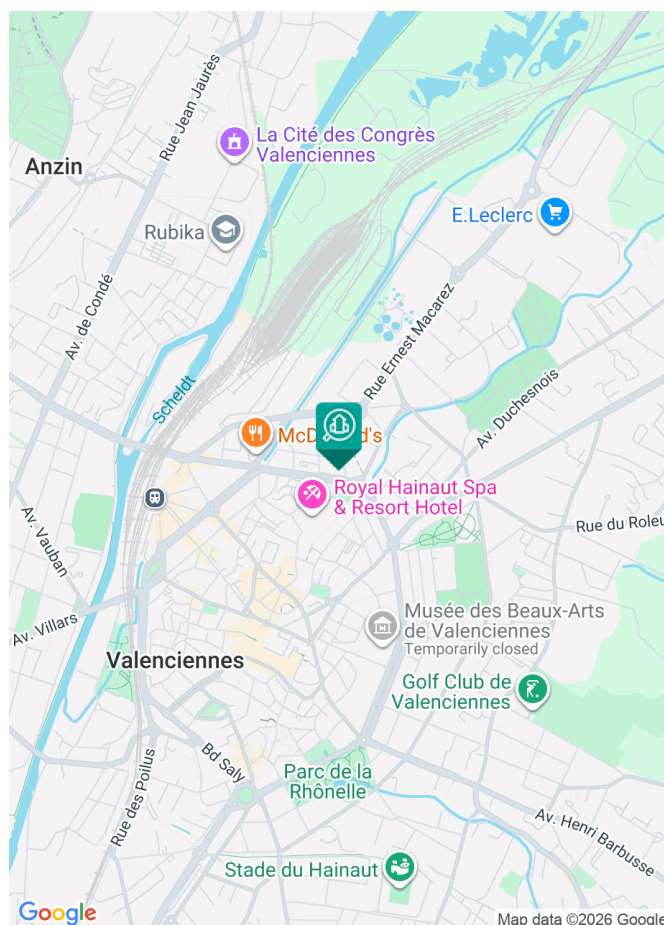 Rue Jean Jaurès
La Cité des Congrès
Valenciennes
Anzin
E.Leclerc
Rubika
Av. de Condé
Rue Ernest Macarez
Scheldt
Av. Duchesnois
McD d's
Royal Hainaut Spa
& Resort Hotel
Av. Vauban
Rue du Roleu
Av. Villars
Musée des Beaux-Arts
de Valenciennes
Temporarily closed
Valenciennes
Golf Club de
Valenciennes
Bd Saly
Rue des Poilus
Parc de la
Rhônelle
Av. Henri Barbusse
Stade du Hainaut
Google
Map data ©2026 Google